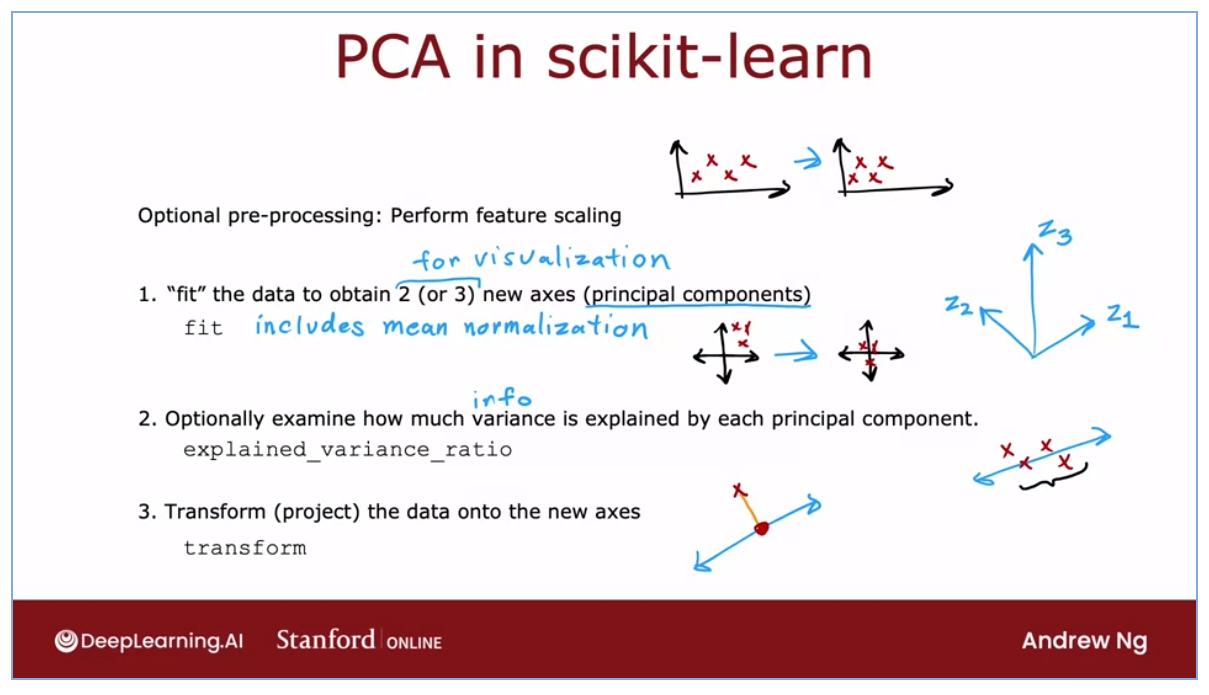 PCA in scikit-learn
Optional pre-processing: Perform feature scaling
for visualization
1. “fit” the data to obtain 2 (or 3) new axes (principal components)
fit includes mean normalization
z3
z2
z1
info
2. Optionally examine how much variance is explained by each principal component.
explained_variance_ratio
3. Transform (project) the data onto the new axes
transform
DeepLearning.AI Stanford ONLINE Andrew Ng